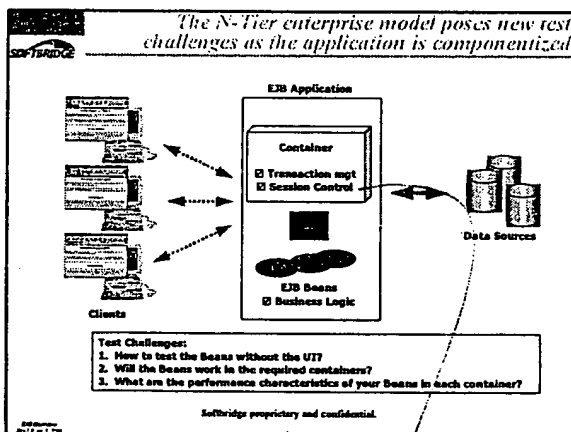 The N-Tier enterprise model poses new test
challenges as the application is componentized
SOFTBRIDGE
EJB Application
Container
☑ Transaction mgt
☑ Session Control
Data Sources
EJB Beans
☑ Business Logic
Clients
Test Challenges:
1. How to test the Beans without the UI?
2. Will the Beans work in the required containers?
3. What are the performance characteristics of your Beans in each container?
Softbridge proprietary and confidential.